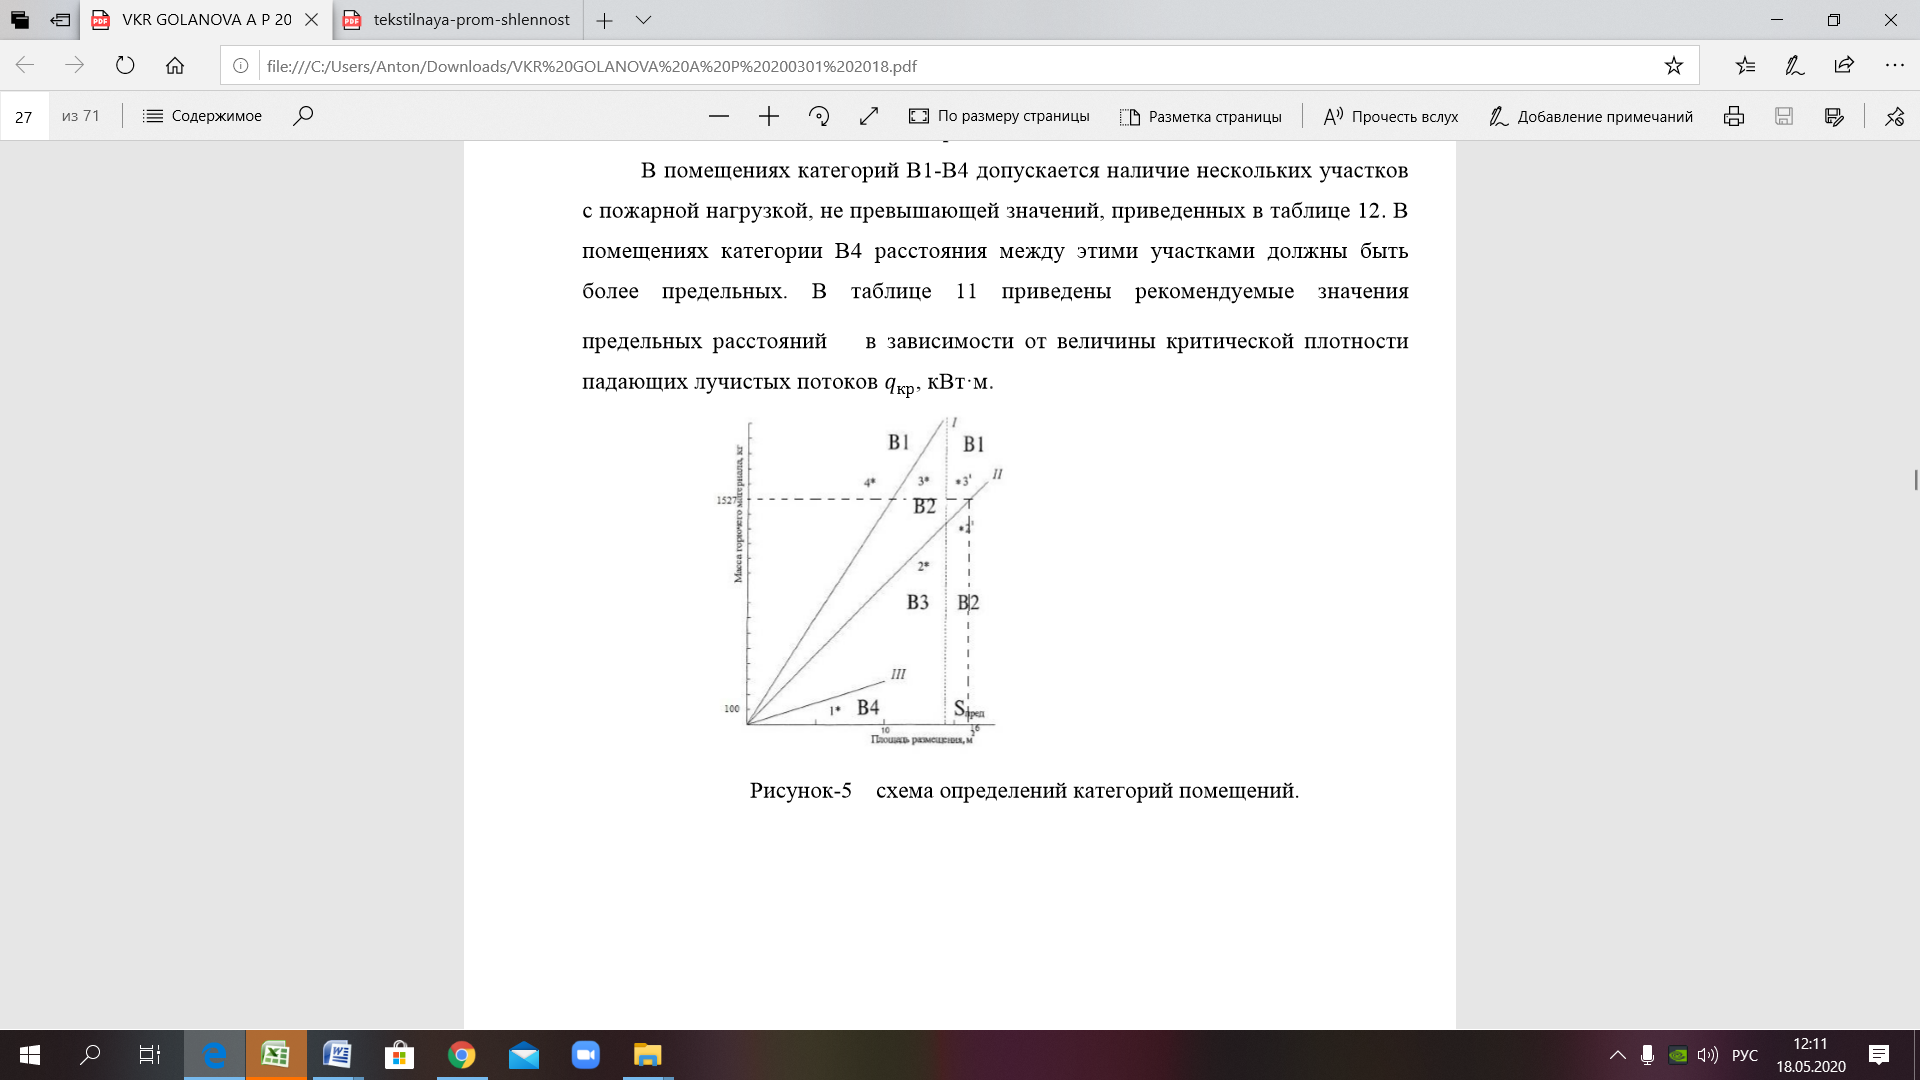 VKR GOLANOVA A P 20
tekstilnaya-prom-shlennost
file:///C:/Users/Anton/Downloads/VKR%20GOLANOVA%20A%20P%20200301%202018.pdf
27 из 71 Содержимое По размеру страницы Разметка страницы Прочесть вслух Добавление примечаний
В помещениях категорий В1-В4 допускается наличие нескольких участков
с пожарной нагрузкой, не превышающей значений, приведенных в таблице 12. В
помещениях категории В4 расстояния между этими участками должны быть
более предельных. В таблице 11 приведены рекомендуемые значения
предельных расстояний в зависимости от величины критической плотности
падающих лучистых потоков qкр, кВт·м.
I
В1 В1
II
4* 3* *3'
1527
В2
*2'
Масса горючего материала, кг
2*
В3 В2
III
100
1* В4 Sпред
10 16
Площадь размещения, м2
Рисунок-5 схема определений категорий помещений.
РУС
12:11
18.05.2020